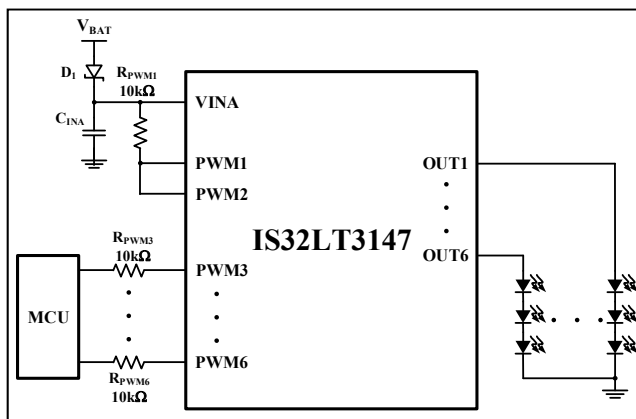 VBAT
D1
RPWM1
10kΩ
CINA
VINA
PWM1
PWM2
OUT1
IS32LT3147
OUT6
RPWM3
10kΩ
PWM3
MCU
PWM6
RPWM6
10kΩ